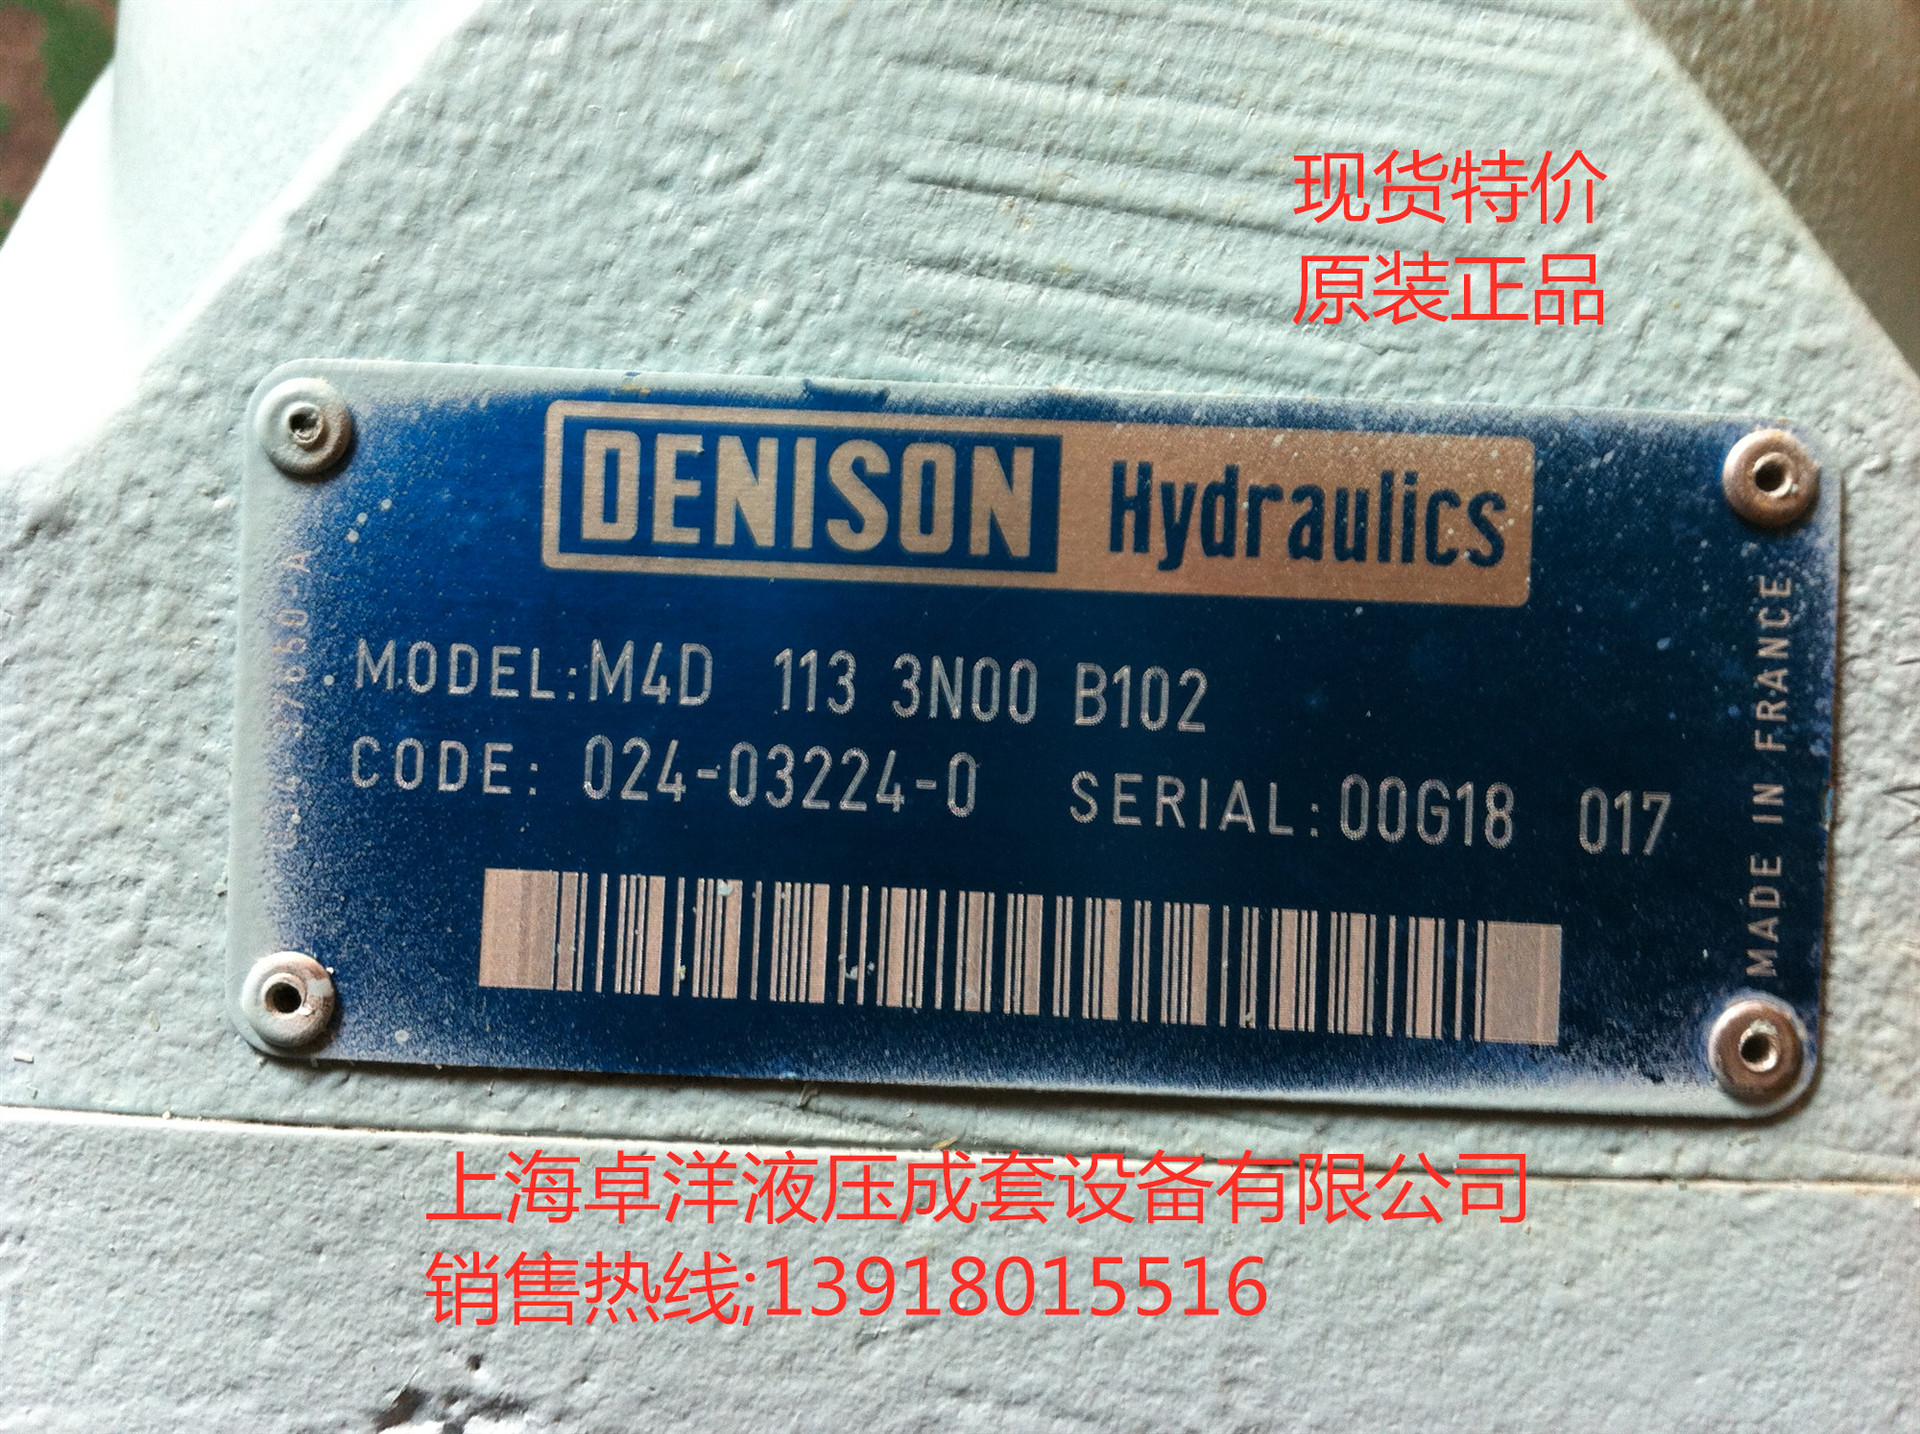 现货特价
原装正品
DENISON Hydraulics
MODEL: M4D 113 3N00 B102
CODE: 024-03224-0 SERIAL: 00G18 017
MADE IN FRANCE
上海卓洋液压成套设备有限公司
销售热线;13918015516